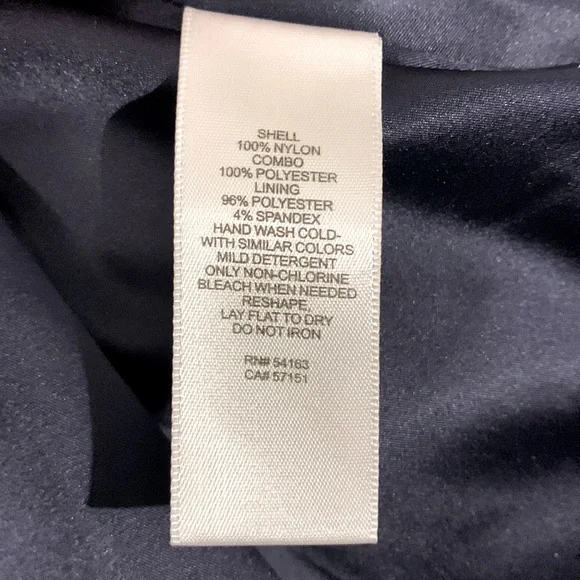 SHELL
100% NYLON
COMBO
100% POLYESTER
LINING
96% POLYESTER
4% SPANDEX
HAND WASH COLD-
WITH SIMILAR COLORS
MILD DETERGENT
ONLY NON-CHLORINE
BLEACH WHEN NEEDED
RESHAPE,
LAY FLAT TO DRY
DO NOT IRON
RN# 54163
CA# 57151